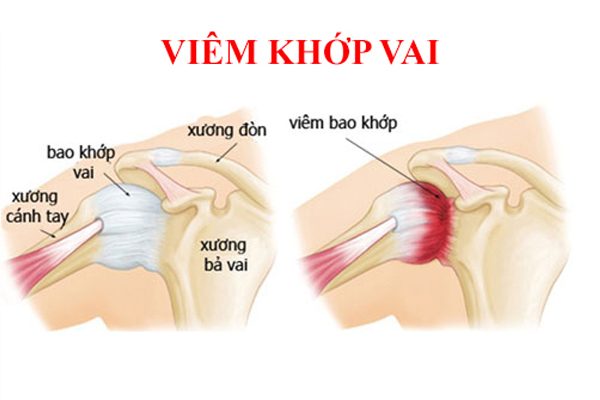 VIÊM KHỚP VAI
xương đòn
bao khớp
vai
xương
cánh tay
xương
bả vai
viêm bao khớp